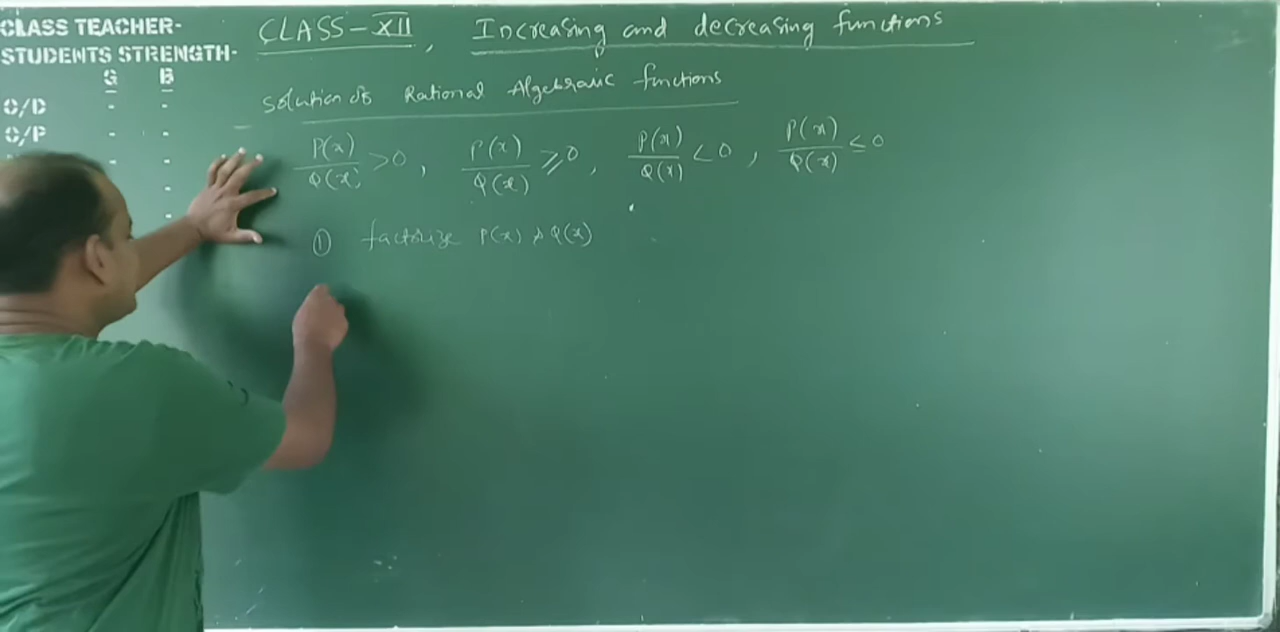 CLASS TEACHER-
STUDENTS STRENGTH-
G B
O/D - -
O/P - -
CLASS-XII, Increasing and decreasing functions
Solution of Rational Algebraic functions
P(x)/Q(x) > 0, P(x)/Q(x) ≥ 0, P(x)/Q(x) < 0, P(x)/Q(x) ≤ 0
① factorize P(x) & Q(x)